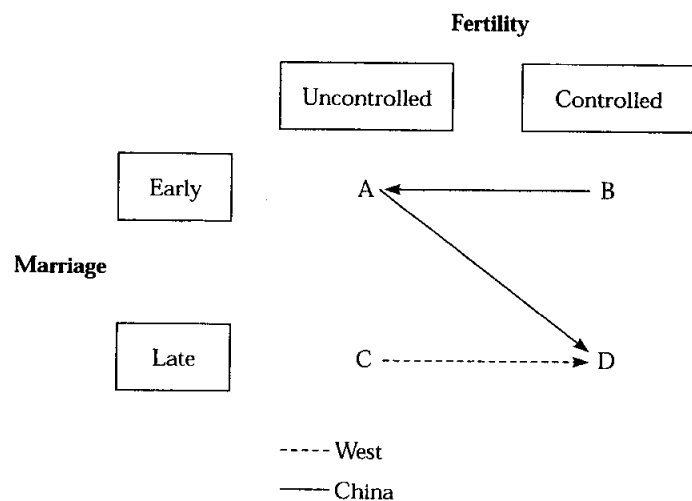 Fertility
Uncontrolled Controlled
Early A B
Marriage
Late C D
West
China